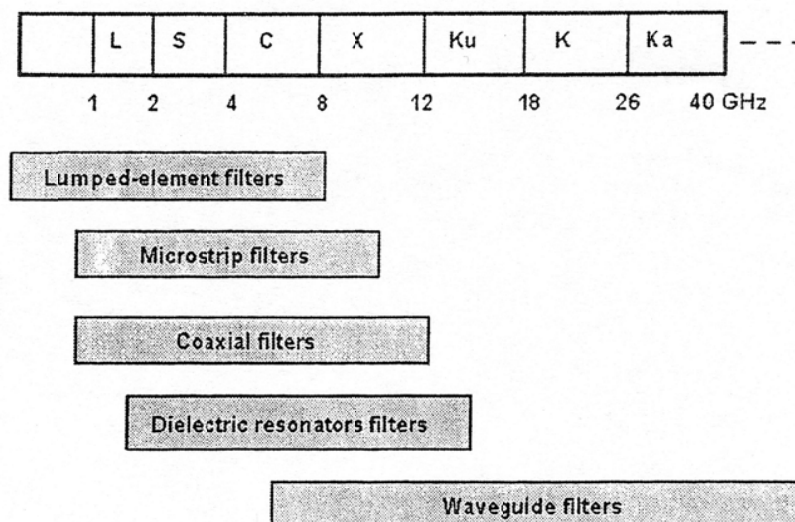 L S C X Ku K Ka
1 2 4 8 12 18 26 40 GHz
Lumped-element filters
Microstrip filters
Coaxial filters
Dielectric resonators filters
Waveguide filters